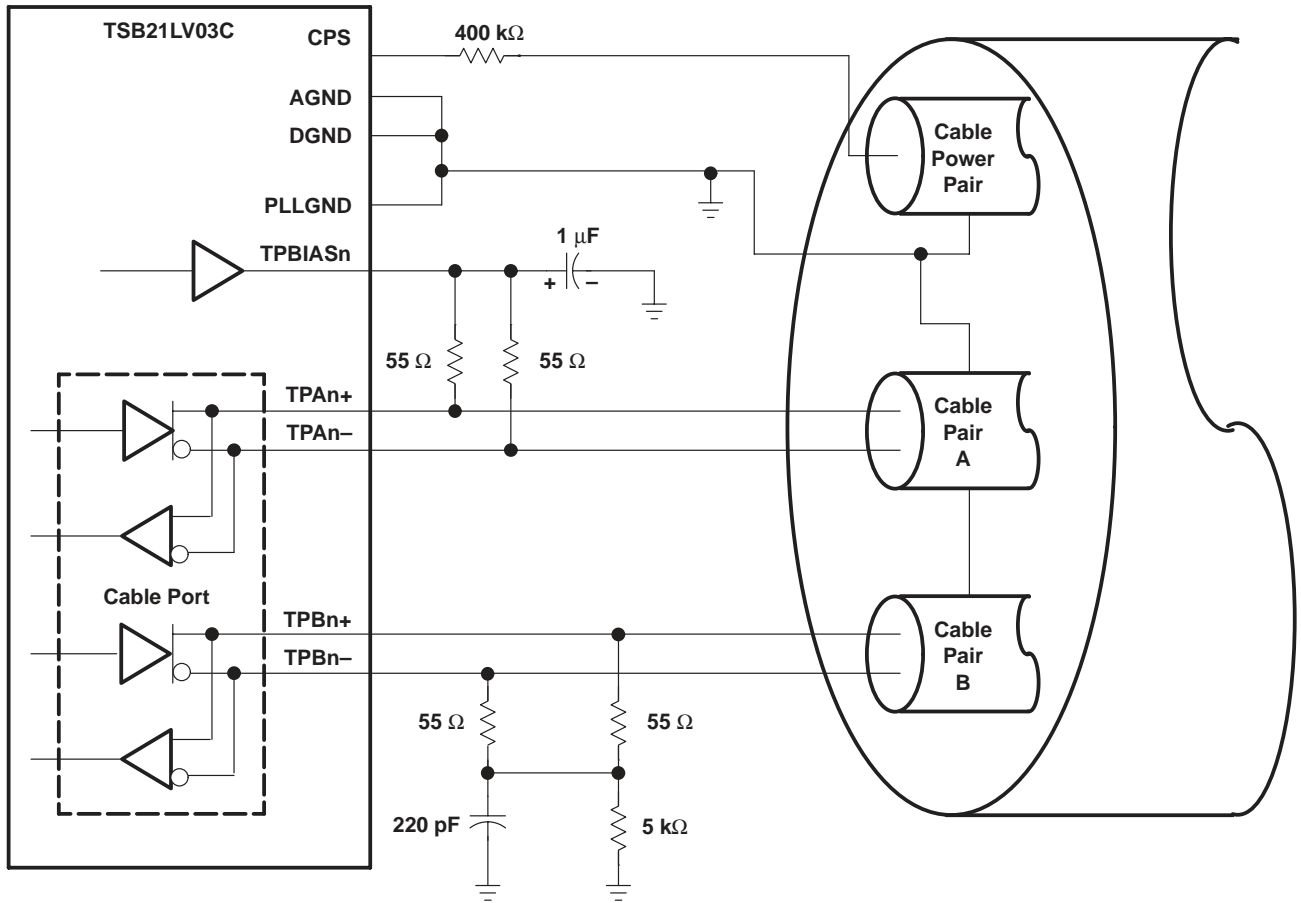 TSB21LV03C
CPS
400 kΩ
AGND
DGND
PLLGND
TPBIASn
1 μF
+ –
55 Ω
55 Ω
TPAn+
TPAn–
Cable Port
TPBn+
TPBn–
55 Ω
55 Ω
220 pF
5 kΩ
Cable
Power
Pair
Cable
Pair
A
Cable
Pair
B